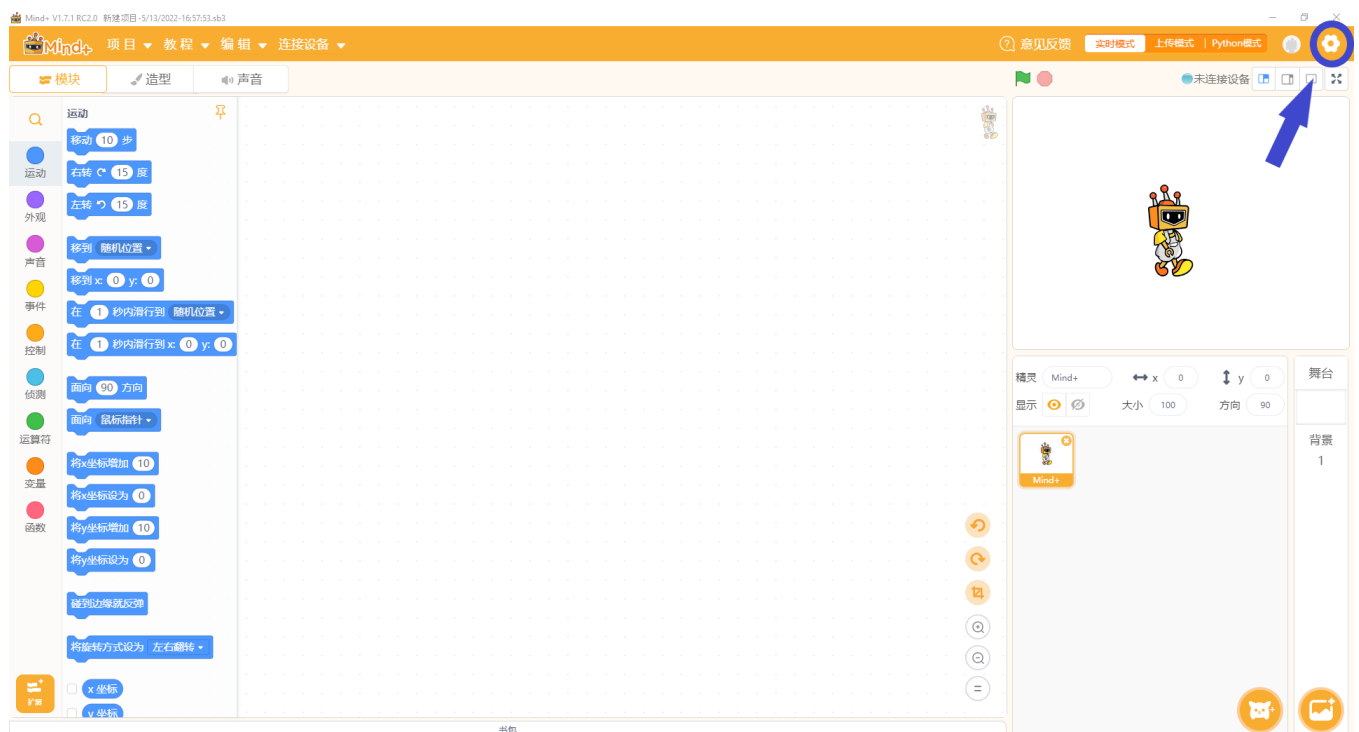 Mind+ V1.7.1 RC2.0 新建项目-5/13/2022-16:57:53.sb3
Mind+ 项目 教程 编辑 连接设备 意见反馈 实时模式 上传模式 Python模式
模块 造型 声音 未连接设备
运动
移动 10 步
运动
右转 15 度
左转 15 度
外观
移到 随机位置
声音
移到 x: 0 y: 0
事件
在 1 秒内滑行到 随机位置
在 1 秒内滑行到 x: 0 y: 0
控制
面向 90 方向
侦测
面向 鼠标指针
运算符
将x坐标增加 10
变量
将x坐标设为 0
函数
将y坐标增加 10
将y坐标设为 0
碰到边缘就反弹
将旋转方式设为 左右翻转
x 坐标
y 坐标
扩展
书包
精灵 Mind+ x 0 y 0
显示 大小 100 方向 90
Mind+
舞台
背景
1